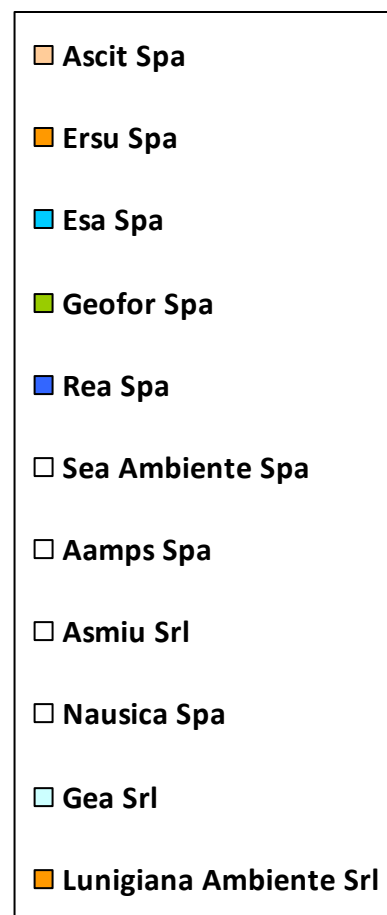 Ascit Spa
Ersu Spa
Esa Spa
Geofor Spa
Rea Spa
Sea Ambiente Spa
Aamps Spa
Asmiu Srl
Nausica Spa
Gea Srl
Lunigiana Ambiente Srl